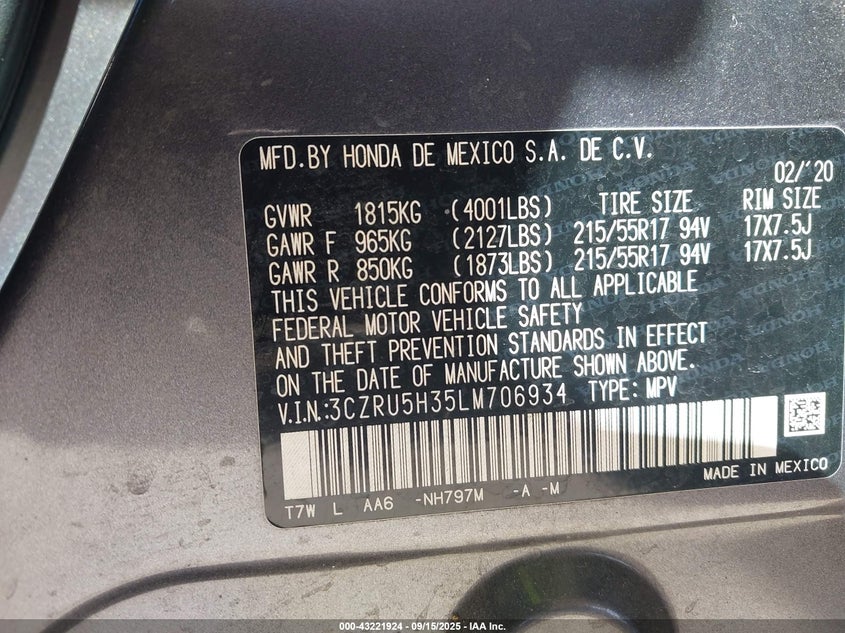 MFD.BY HONDA DE MEXICO S.A. DE C.V.
02/'20
GVWR 1815KG (4001LBS) TIRE SIZE RIM SIZE
GAWR F 965KG (2127LBS) 215/55R17 94V 17X7.5J
GAWR R 850KG (1873LBS) 215/55R17 94V 17X7.5J
THIS VEHICLE CONFORMS TO ALL APPLICABLE
FEDERAL MOTOR VEHICLE SAFETY
AND THEFT PREVENTION STANDARDS IN EFFECT
ON THE DATE OF MANUFACTURE SHOWN ABOVE.
V.I.N.:3CZRU5H35LM706934 TYPE: MPV
MADE IN MEXICO
T7W L AA6 -NH797M -A -M
000-43221924 - 09/15/2025 - IAA Inc.